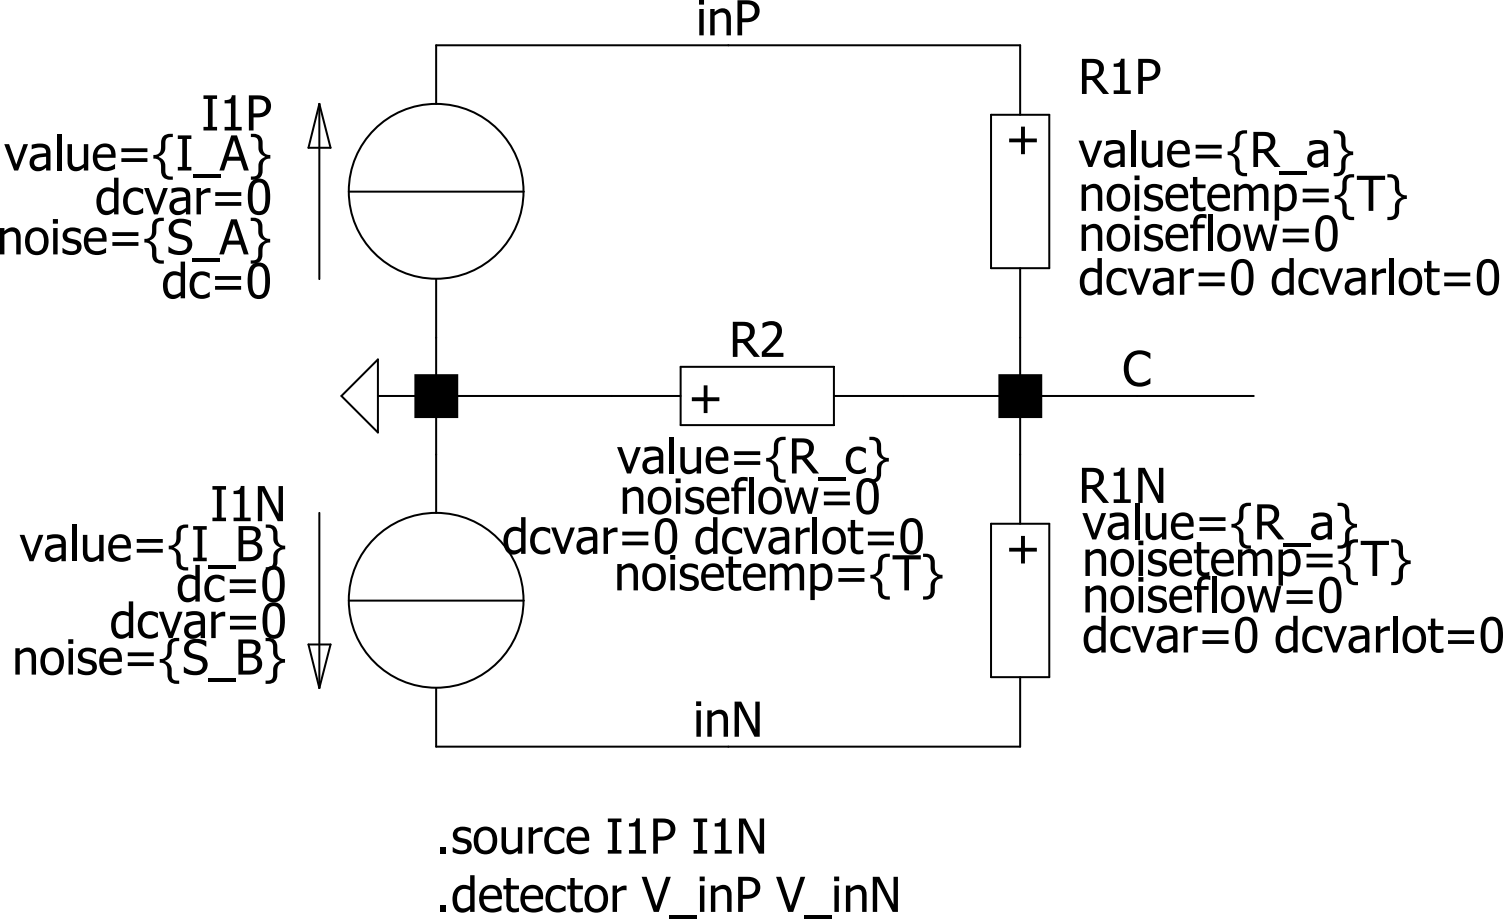 inP
I1P
value={I_A}
dcvar=0
noise={S_A}
dc=0
R1P
+
value={R_a}
noisetemp={T}
noiseflow=0
dcvar=0 dcvarlot=0
R2
+
value={R_c}
noiseflow=0
dcvar=0 dcvarlot=0
noisetemp={T}
C
I1N
value={I_B}
dc=0
dcvar=0
noise={S_B}
R1N
+
value={R_a}
noisetemp={T}
noiseflow=0
dcvar=0 dcvarlot=0
inN
.source I1P I1N
.detector V_inP V_inN